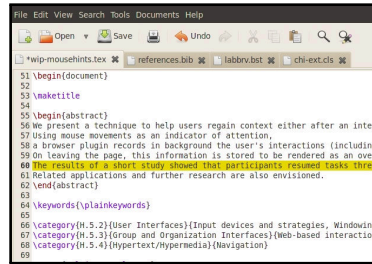 File Edit View Search Tools Documents Help
Open Save Undo
*wip-mousehints.tex references.bib labbrv.bst chi-ext.cls
51 \begin{document}
52
53 \maketitle
54
55 \begin{abstract}
56 We present a technique to help users regain context either after an inte
57 Using mouse movements as an indicator of attention,
58 a browser plugin records in background the user's interactions (includin
59 On leaving the page, this information is stored to be rendered as an ove
60 The results of a short study showed that participants resumed tasks thre
61 Related applications and further research are also envisioned.
62 \end{abstract}
63
64 \keywords{\plainkeywords}
65
66 \category{H.5.2}{User Interfaces}{Input devices and strategies, Windowin
67 \category{H.5.3}{Group and Organization Interfaces}{Web-based interactio
68 \category{H.5.4}{Hypertext/Hypermedia}{Navigation}
69